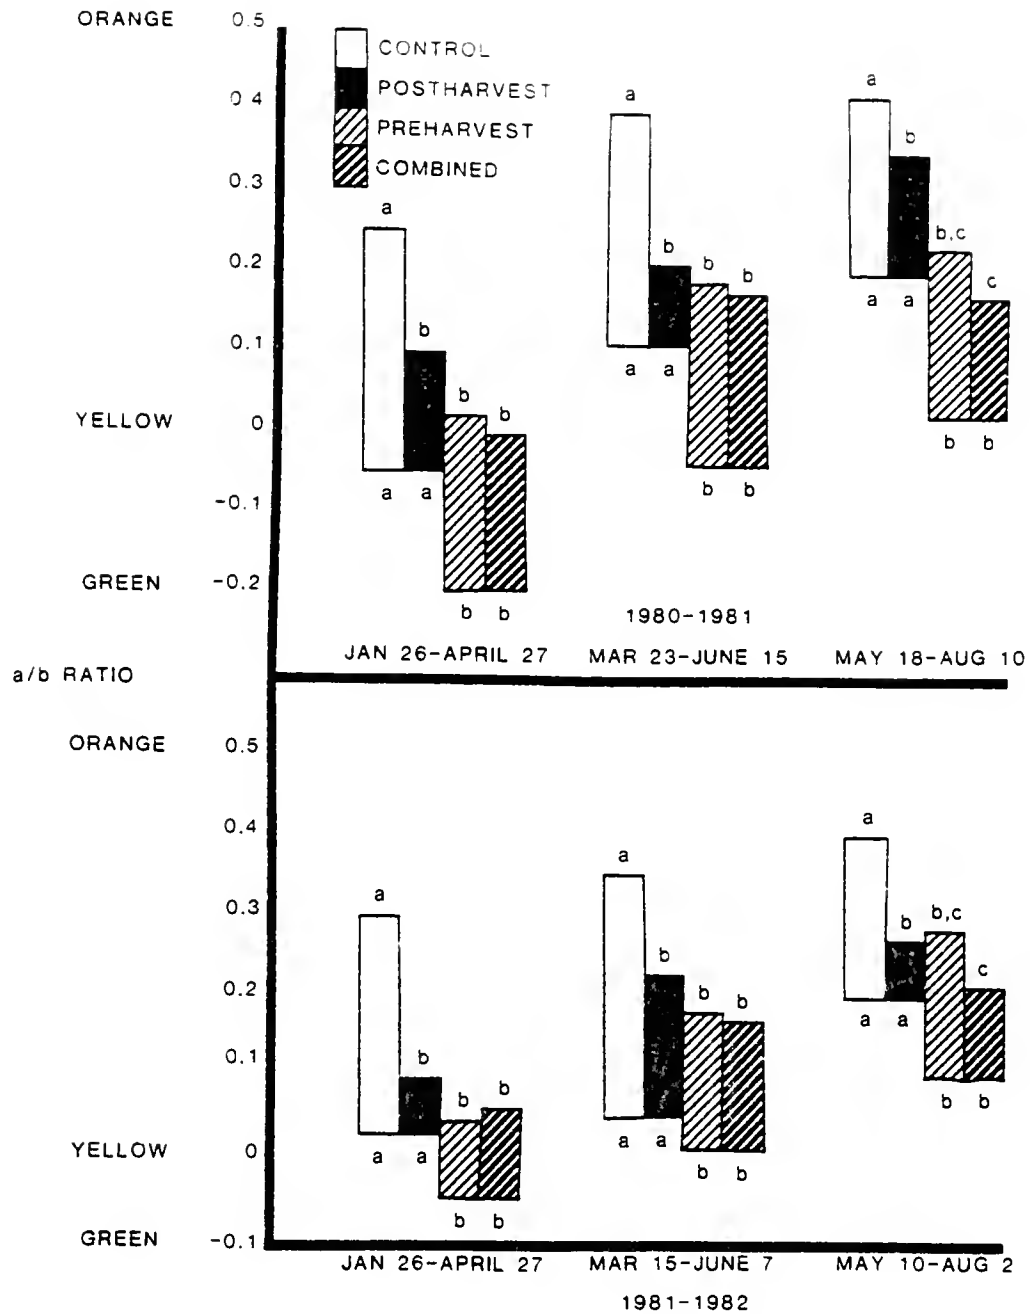 ORANGE 0.5
CONTROL
POSTHARVEST
PREHARVEST
COMBINED
a a
0 4
b
0.3
a
b b,c
0.2 b b
c
a a
0.1
b a a
b b
YELLOW 0
b b
a a b b
-0.1
GREEN -0.2
b b
1980-1981
JAN 26-APRIL 27 MAR 23-JUNE 15 MAY 18-AUG 10
a/b RATIO
ORANGE 0.5
0.4
a
a
a
0.3
b b,c
b
c
0.2
b b
a a
0.1
b
b
b b b
YELLOW 0
a a a a
b b
b b
GREEN -0.1
JAN 26-APRIL 27 MAR 15-JUNE 7 MAY 10-AUG 2
1981-1982